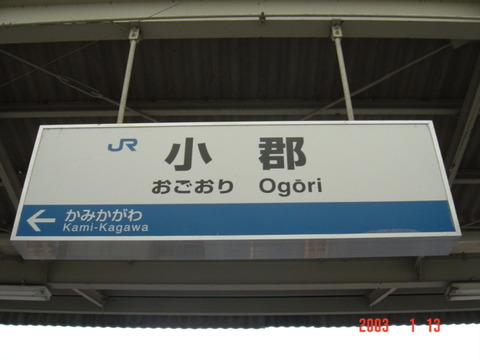 JR 小郡
おごおり Ogōri
← かみかがわ
Kami-Kagawa
2003 1 13